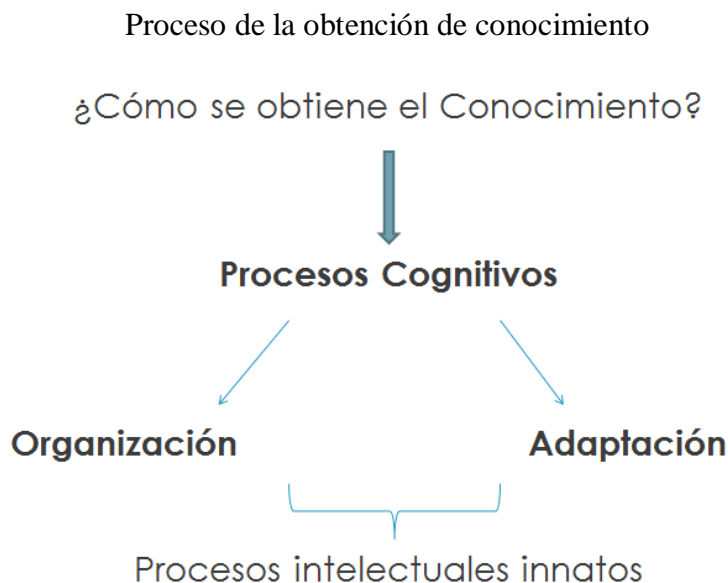 Proceso de la obtención de conocimiento
¿Cómo se obtiene el Conocimiento?
Procesos Cognitivos
Organización
Adaptación
Procesos intelectuales innatos